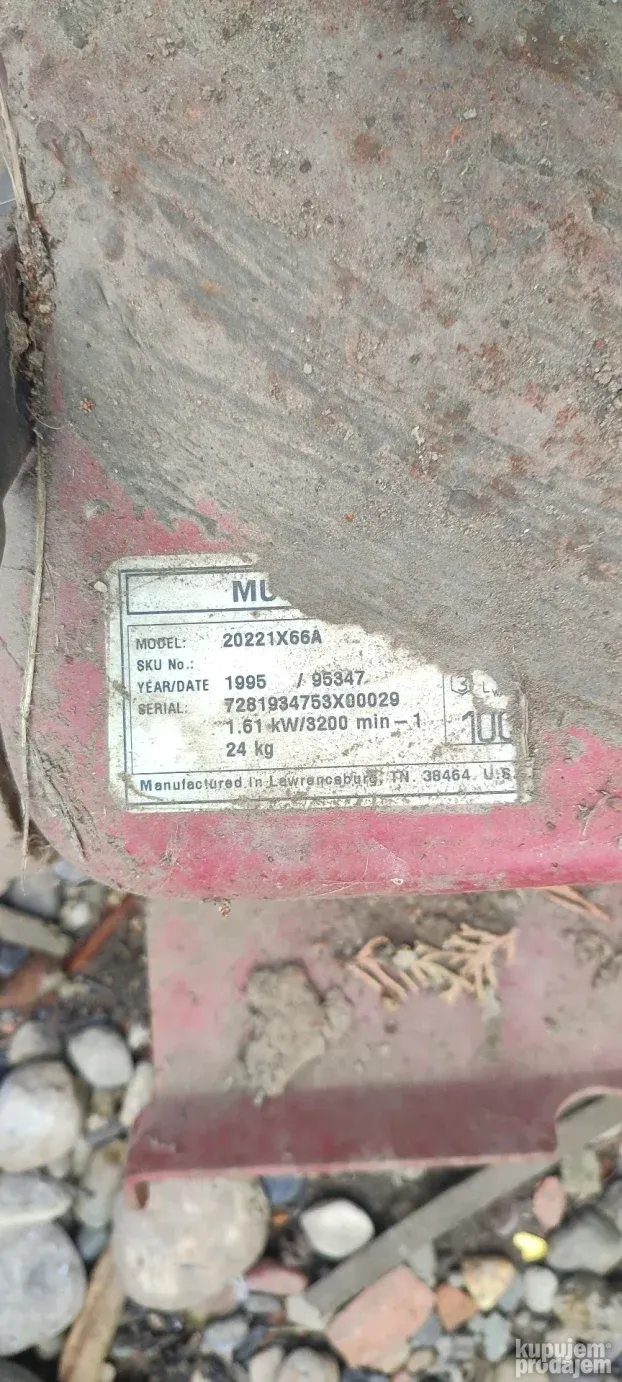 MU
MODEL: 20221X66A
SKU No.:
YEAR/DATE 1995 / 95347
SERIAL: 7281934753X00029
1.61 kW/3200 min – 1
24 kg
LW
100
Manufactured in Lawrenceburg, TN. 38464 U.S
kupujem
prodajem